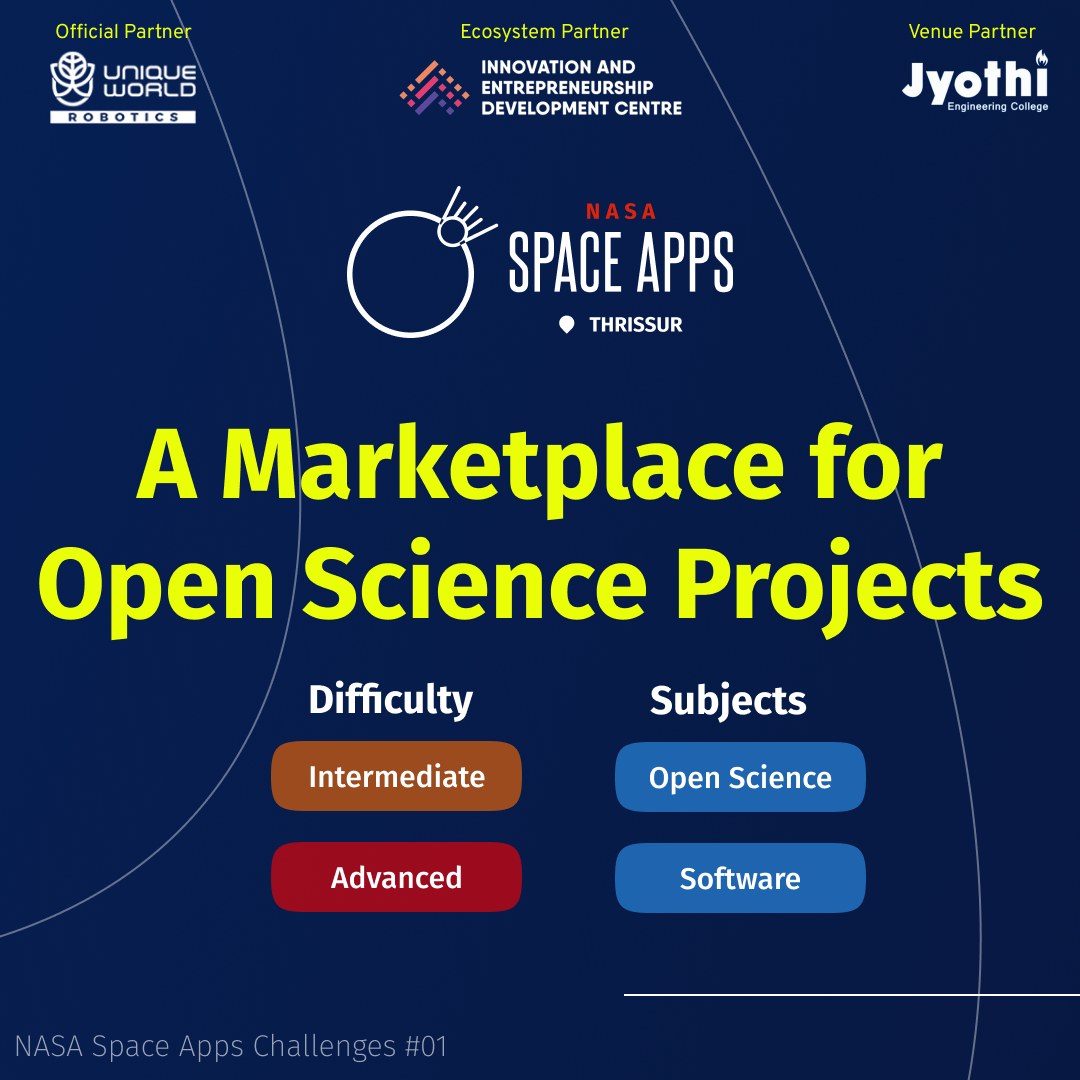 Official Partner
UNIQUE
WORLD
ROBOTICS
Ecosystem Partner
INNOVATION AND
ENTREPRENEURSHIP
DEVELOPMENT CENTRE
Venue Partner
Jyothi
Engineering College
NASA
SPACE APPS
THRISSUR
A Marketplace for
Open Science Projects
Difficulty
Intermediate
Advanced
Subjects
Open Science
Software
NASA Space Apps Challenges #01